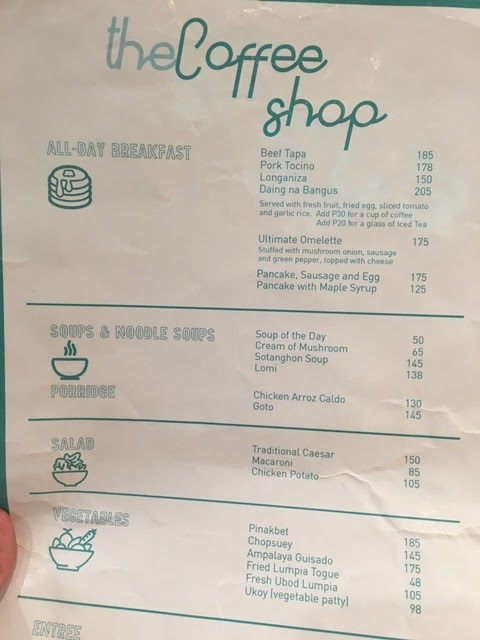 the Coffee
shop
ALL-DAY BREAKFAST
Beef Tapa 185
Pork Tocino 178
Longaniza 150
Daing na Bangus 205
Served with fresh fruit, fried egg, sliced tomato
and garlic rice. Add P30 for a cup of coffee
Add P20 for a glass of Iced Tea
Ultimate Omelette 175
Stuffed with mushroom onion, sausage
and green pepper, topped with cheese
Pancake, Sausage and Egg 175
Pancake with Maple Syrup 125
SOUPS & NOODLE SOUPS
Soup of the Day 50
Cream of Mushroom 65
Sotanghon Soup 145
Lomi 138
PORRIDGE
Chicken Arroz Caldo 130
Goto 145
SALAD
Traditional Caesar 150
Macaroni 85
Chicken Potato 105
VEGETABLES
Pinakbet 185
Chopsuey 145
Ampalaya Guisado 175
Fried Lumpia Togue 48
Fresh Ubod Lumpia 105
Ukoy (vegetable patty) 98
ENTREE